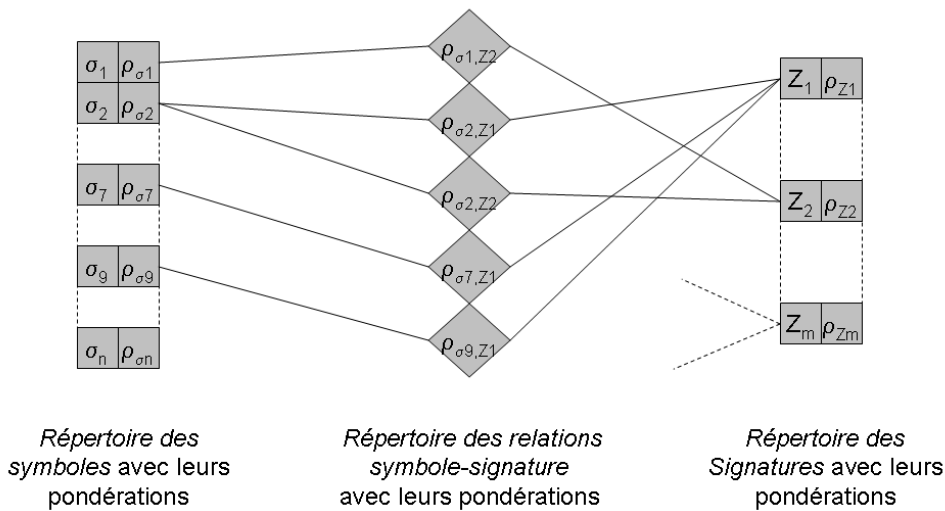 σ1 ρσ1
σ2 ρσ2
σ7 ρσ7
σ9 ρσ9
σn ρσn
ρσ1,Z2
ρσ2,Z1
ρσ2,Z2
ρσ7,Z1
ρσ9,Z1
Z1 ρZ1
Z2 ρZ2
Zm ρZm
Répertoire des
symboles avec leurs
pondérations
Répertoire des relations
symbole-signature
avec leurs pondérations
Répertoire des
Signatures avec leurs
pondérations